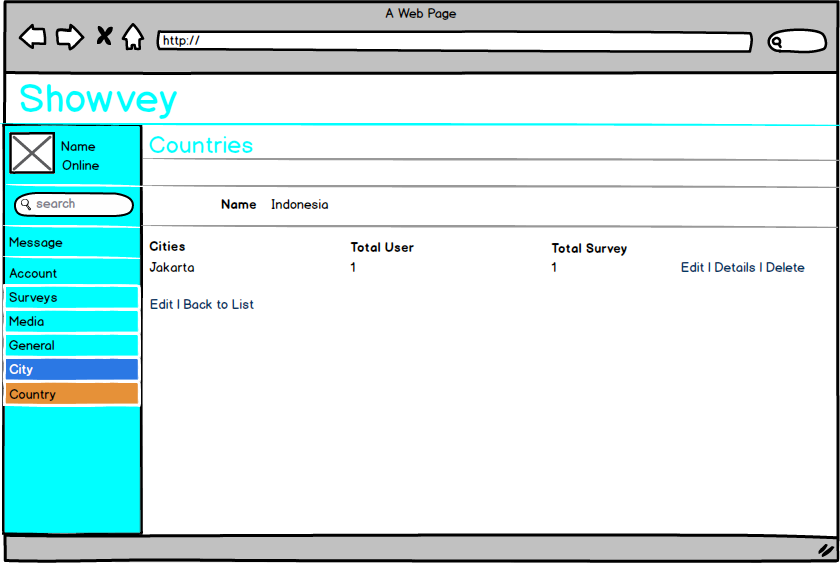 A Web Page
http://
Showvey
Name
Online
search
Message
Account
Surveys
Media
General
City
Country
Countries
Name Indonesia
Cities Total User Total Survey
Jakarta 1 1 Edit | Details | Delete
Edit | Back to List